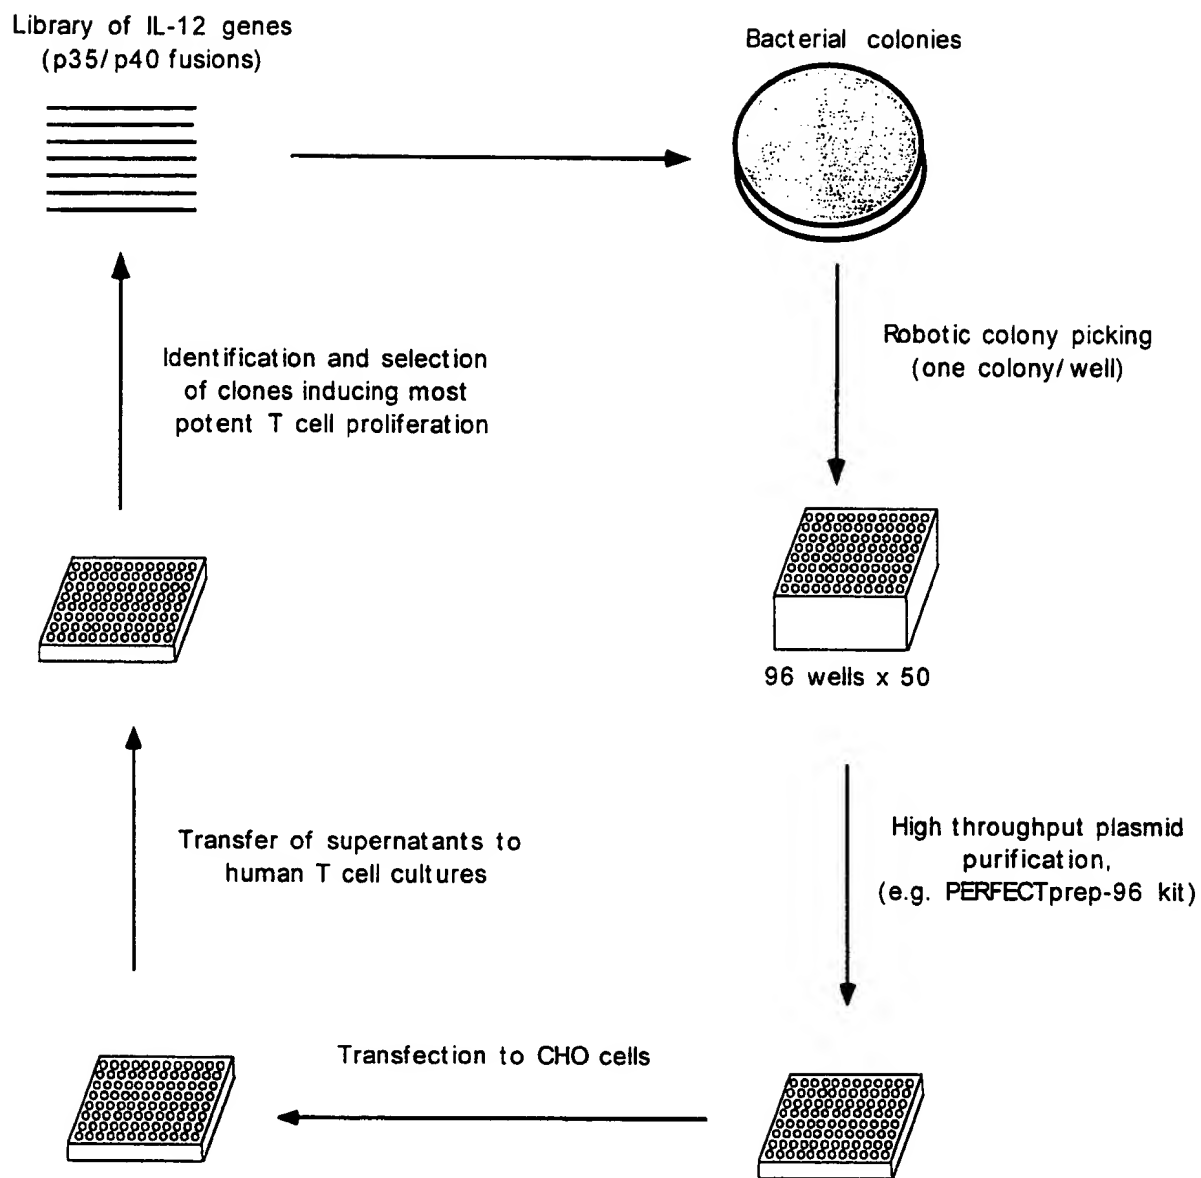 Library of IL-12 genes
(p35/p40 fusions)
Bacterial colonies
Robotic colony picking
(one colony/well)
Identification and selection
of clones inducing most
potent T cell proliferation
96 wells x 50
High throughput plasmid
purification,
(e.g. PERFECTprep-96 kit)
Transfer of supernatants to
human T cell cultures
Transfection to CHO cells